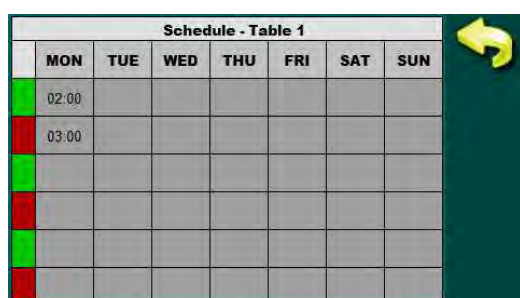 Schedule - Table 1
MON TUE WED THU FRI SAT SUN
02:00
03:00